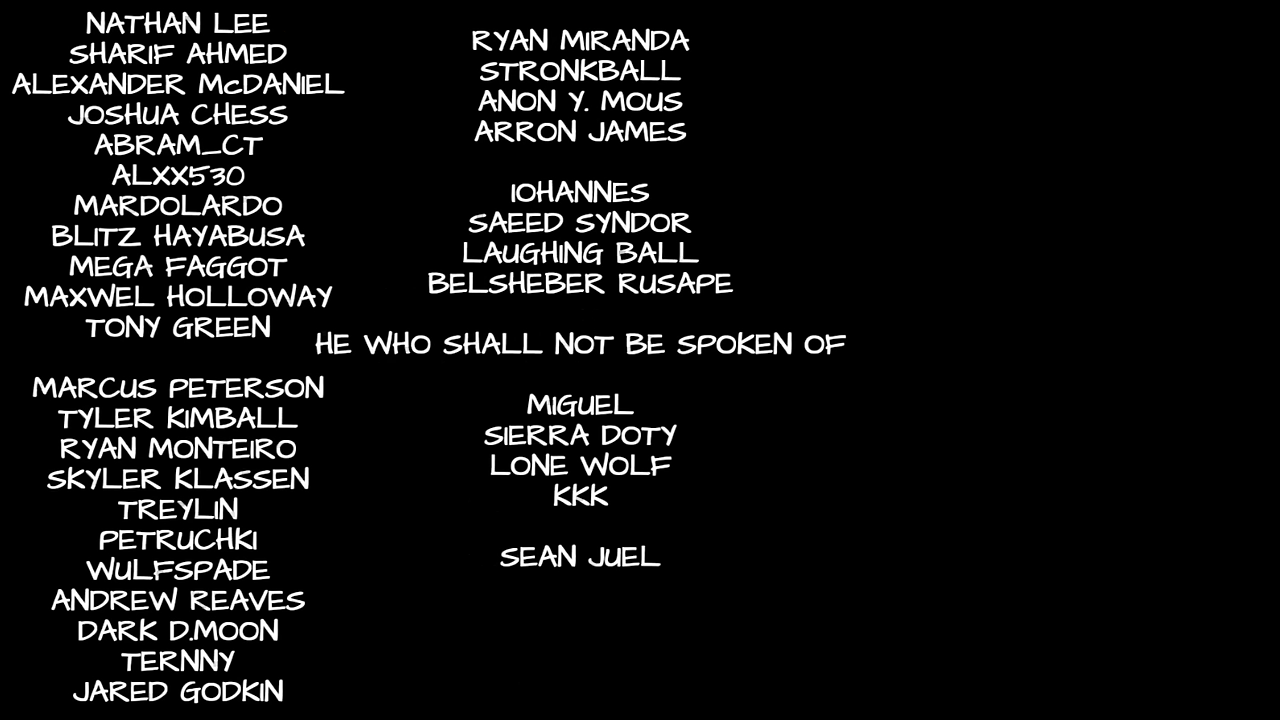 NATHAN LEE
SHARIF AHMED
ALEXANDER McDANIEL
JOSHUA CHESS
ABRAM_CT
ALXX530
MARDOLARDO
BLITZ HAYABUSA
MEGA FAGGOT
MAXWEL HOLLOWAY
TONY GREEN
MARCUS PETERSON
TYLER KIMBALL
RYAN MONTEIRO
SKYLER KLASSEN
TREYLIN
PETRUCHKI
WULFSPADE
ANDREW REAVES
DARK D.MOON
TERNNY
JARED GODKIN
RYAN MIRANDA
STRONKBALL
ANON Y. MOUS
ARRON JAMES
IOHANNES
SAEED SYNDOR
LAUGHING BALL
BELSHEBER RUSAPE
HE WHO SHALL NOT BE SPOKEN OF
MIGUEL
SIERRA DOTY
LONE WOLF
KKK
SEAN JUEL